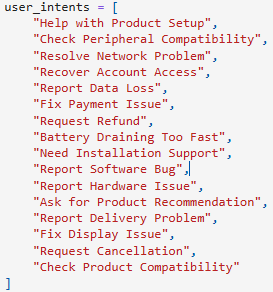 user_intents = [
"Help with Product Setup",
"Check Peripheral Compatibility",
"Resolve Network Problem",
"Recover Account Access",
"Report Data Loss",
"Fix Payment Issue",
"Request Refund",
"Battery Draining Too Fast",
"Need Installation Support",
"Report Software Bug",
"Report Hardware Issue",
"Ask for Product Recommendation",
"Report Delivery Problem",
"Fix Display Issue",
"Request Cancellation",
"Check Product Compatibility"
]